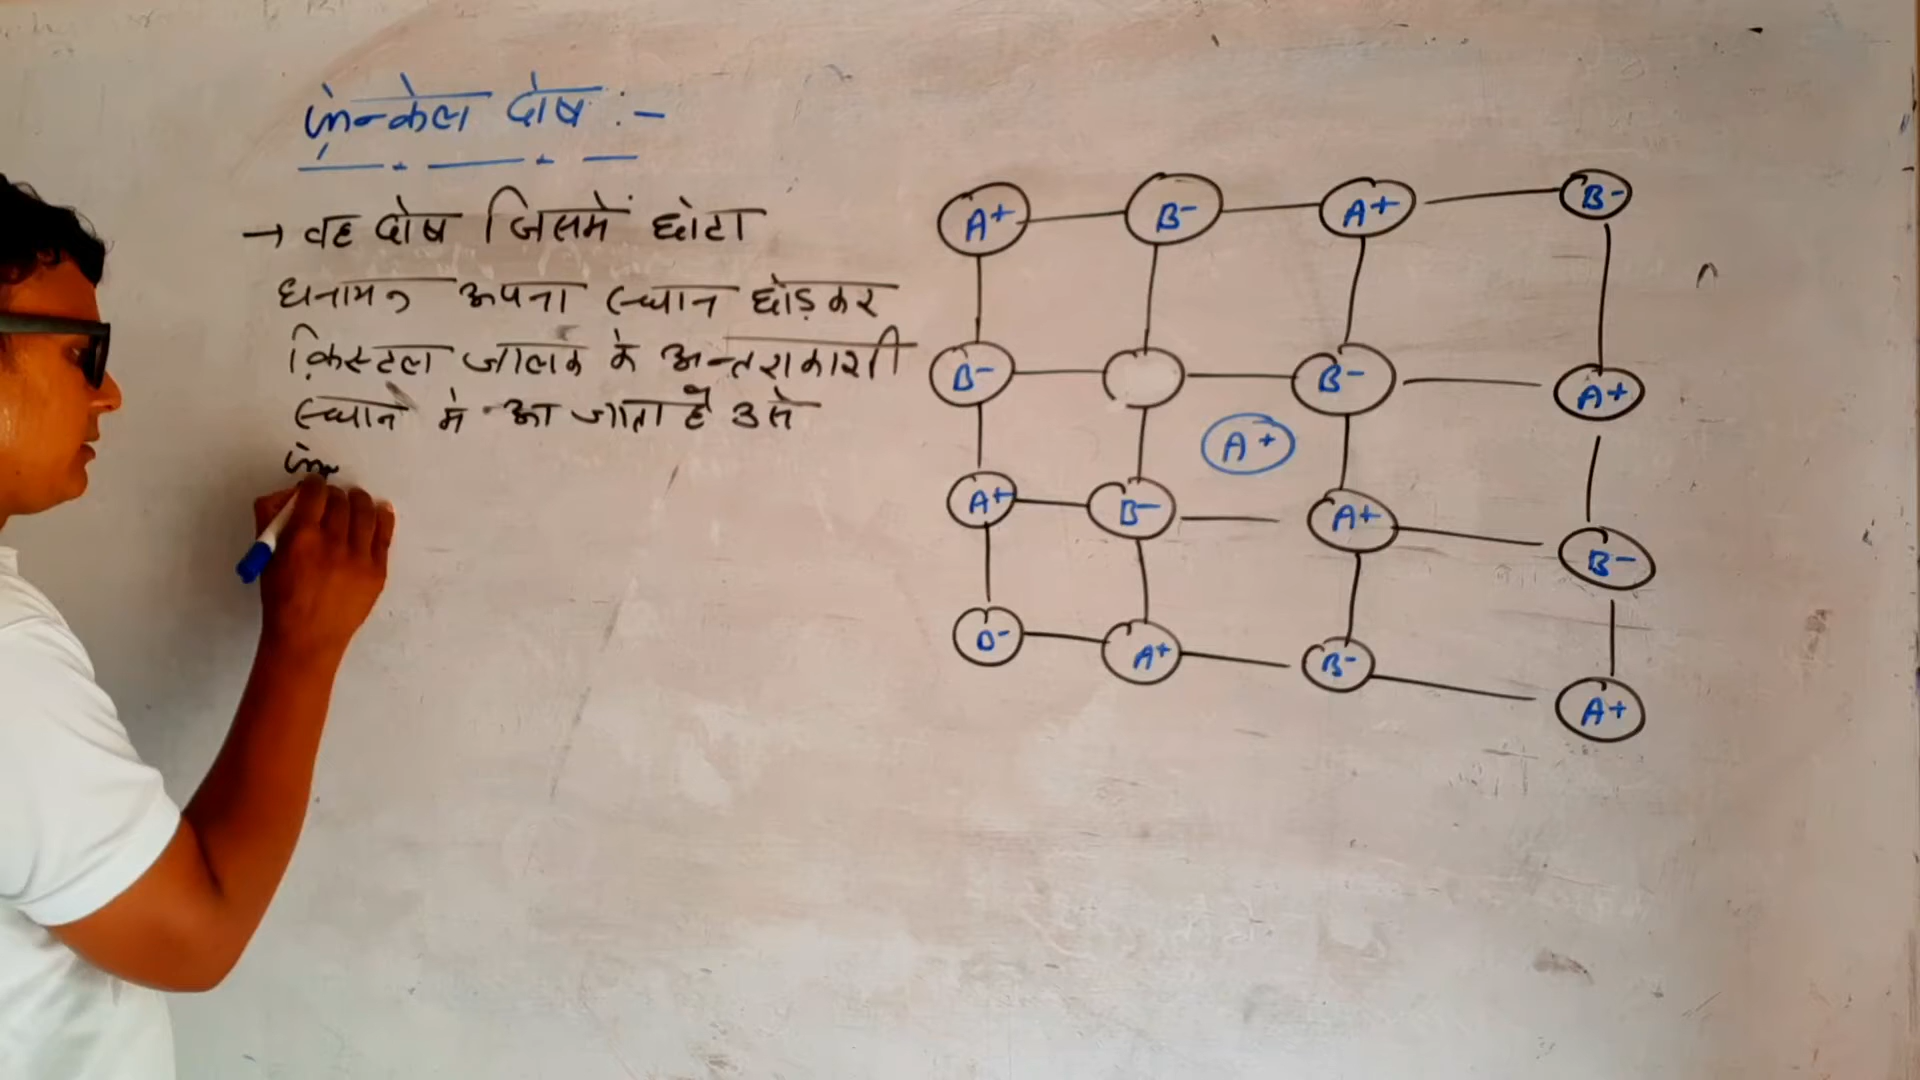 फ्रेन्केल दोष :-
→ वह दोष जिसमें छोटा
धनायन अपना स्थान छोड़कर
क्रिस्टल जालक के अन्तराकाशी
स्थान में आ जाता है उसे
A+ B- A+ B-
B- B- A+
A+
A+ B- A+ B-
B- A+ B- A+